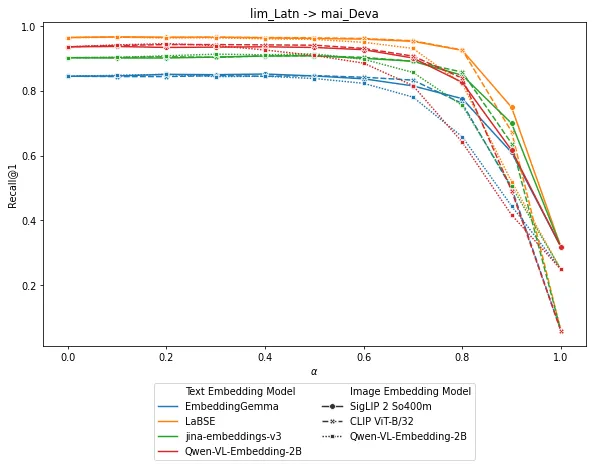 lim_Latn -> mai_Deva
1.0
0.8
0.6
0.4
0.2
Recall@1
0.0 0.2 0.4 0.6 0.8 1.0
α
Text Embedding Model
EmbeddingGemma
LaBSE
jina-embeddings-v3
Qwen-VL-Embedding-2B
Image Embedding Model
SigLIP 2 So400m
CLIP ViT-B/32
Qwen-VL-Embedding-2B